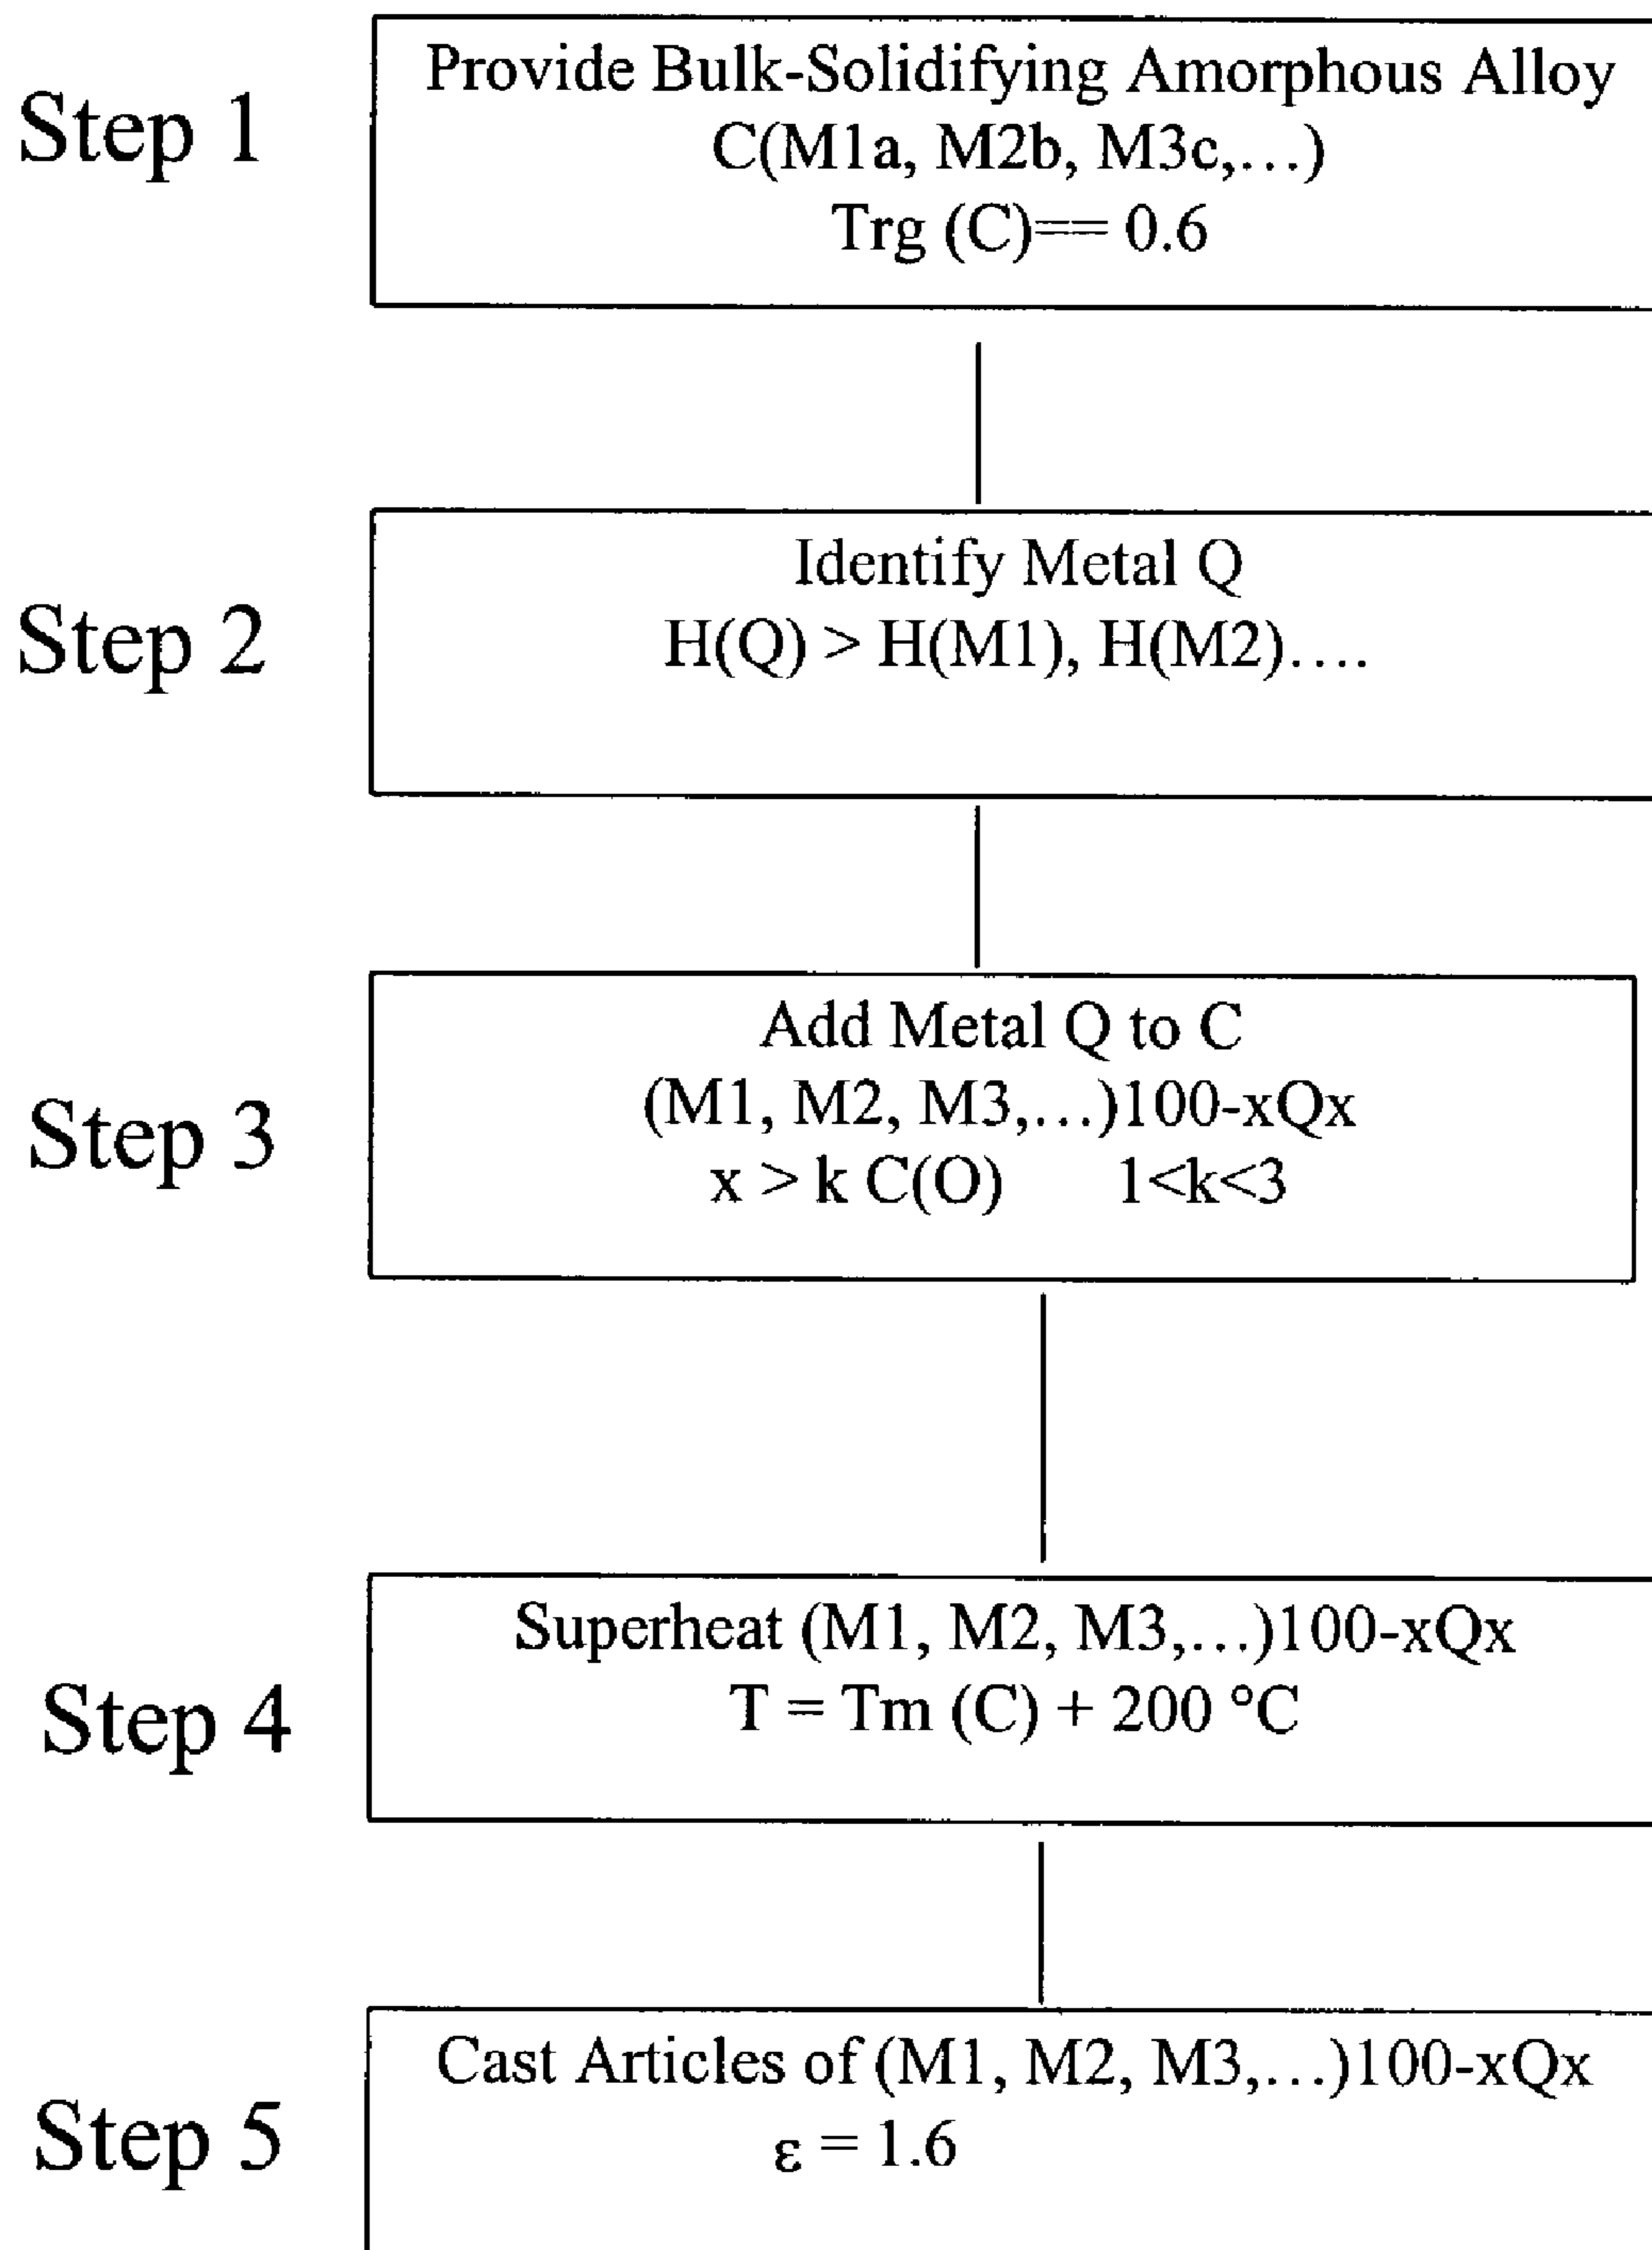 Step 1
Provide Bulk-Solidifying Amorphous Alloy
C(M1a, M2b, M3c,...)
Trg (C)== 0.6
Step 2
Identify Metal Q
H(Q) > H(M1), H(M2)....
Step 3
Add Metal Q to C
(M1, M2, M3,...)100-xQx
x > k C(O) 1<k<3
Step 4
Superheat (M1, M2, M3,...)100-xQx
T = Tm (C) + 200 °C
Step 5
Cast Articles of (M1, M2, M3,...)100-xQx
ε = 1.6